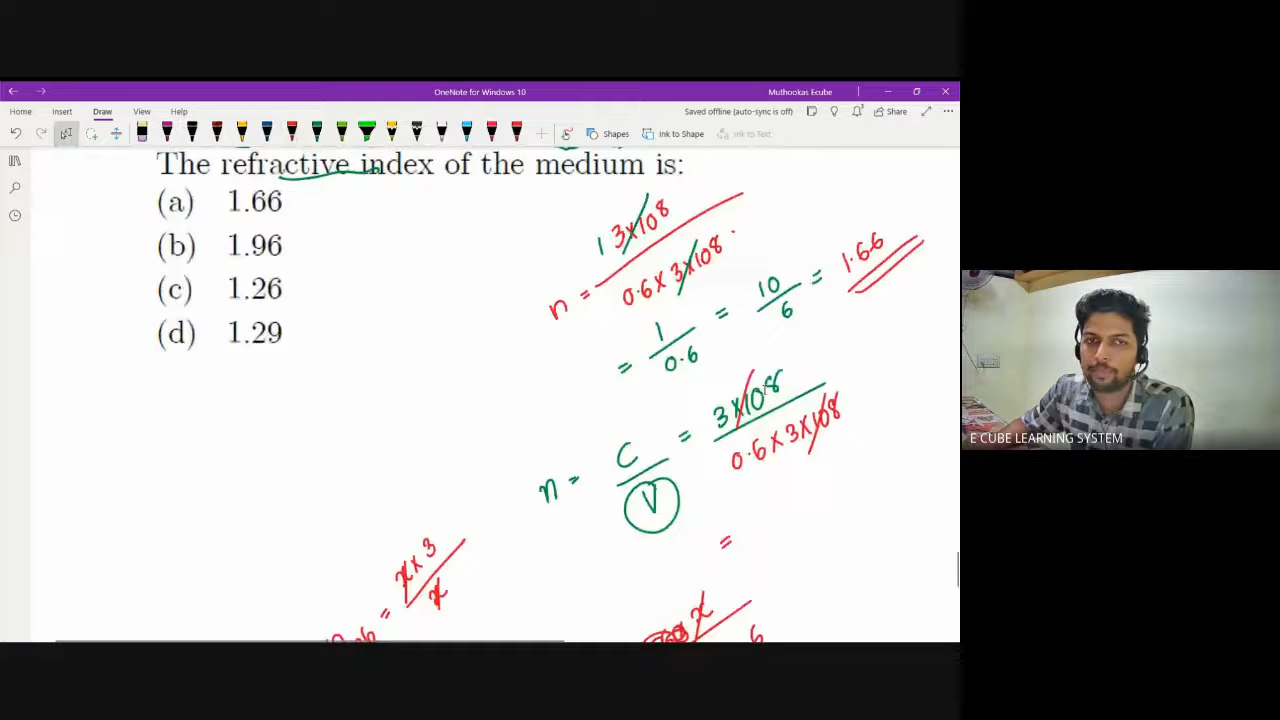 OneNote for Windows 10
Muthookas Ecube
Home Insert Draw View Help
Saved offline (auto-sync is off)
Share
Shapes
Ink to Shape
Ink to Text
The refractive index of the medium is:
(a) 1.66
(b) 1.96
(c) 1.26
(d) 1.29
1 3×10⁸
n = 0.6 × 3×10⁸
= 1/0.6 = 10/6 = 1.66
n = C/V = 3×10⁸/0.6×3×10⁸
=
= x×3/x
x
6
E CUBE LEARNING SYSTEM